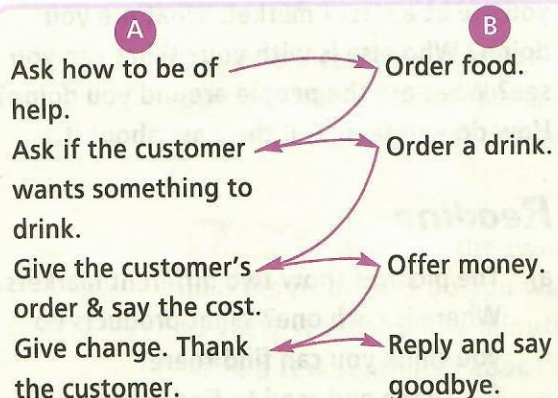 A
B
Ask how to be of
help.
Order food.
Ask if the customer
wants something to
drink.
Order a drink.
Give the customer's
order & say the cost.
Offer money.
Give change. Thank
the customer.
Reply and say
goodbye.